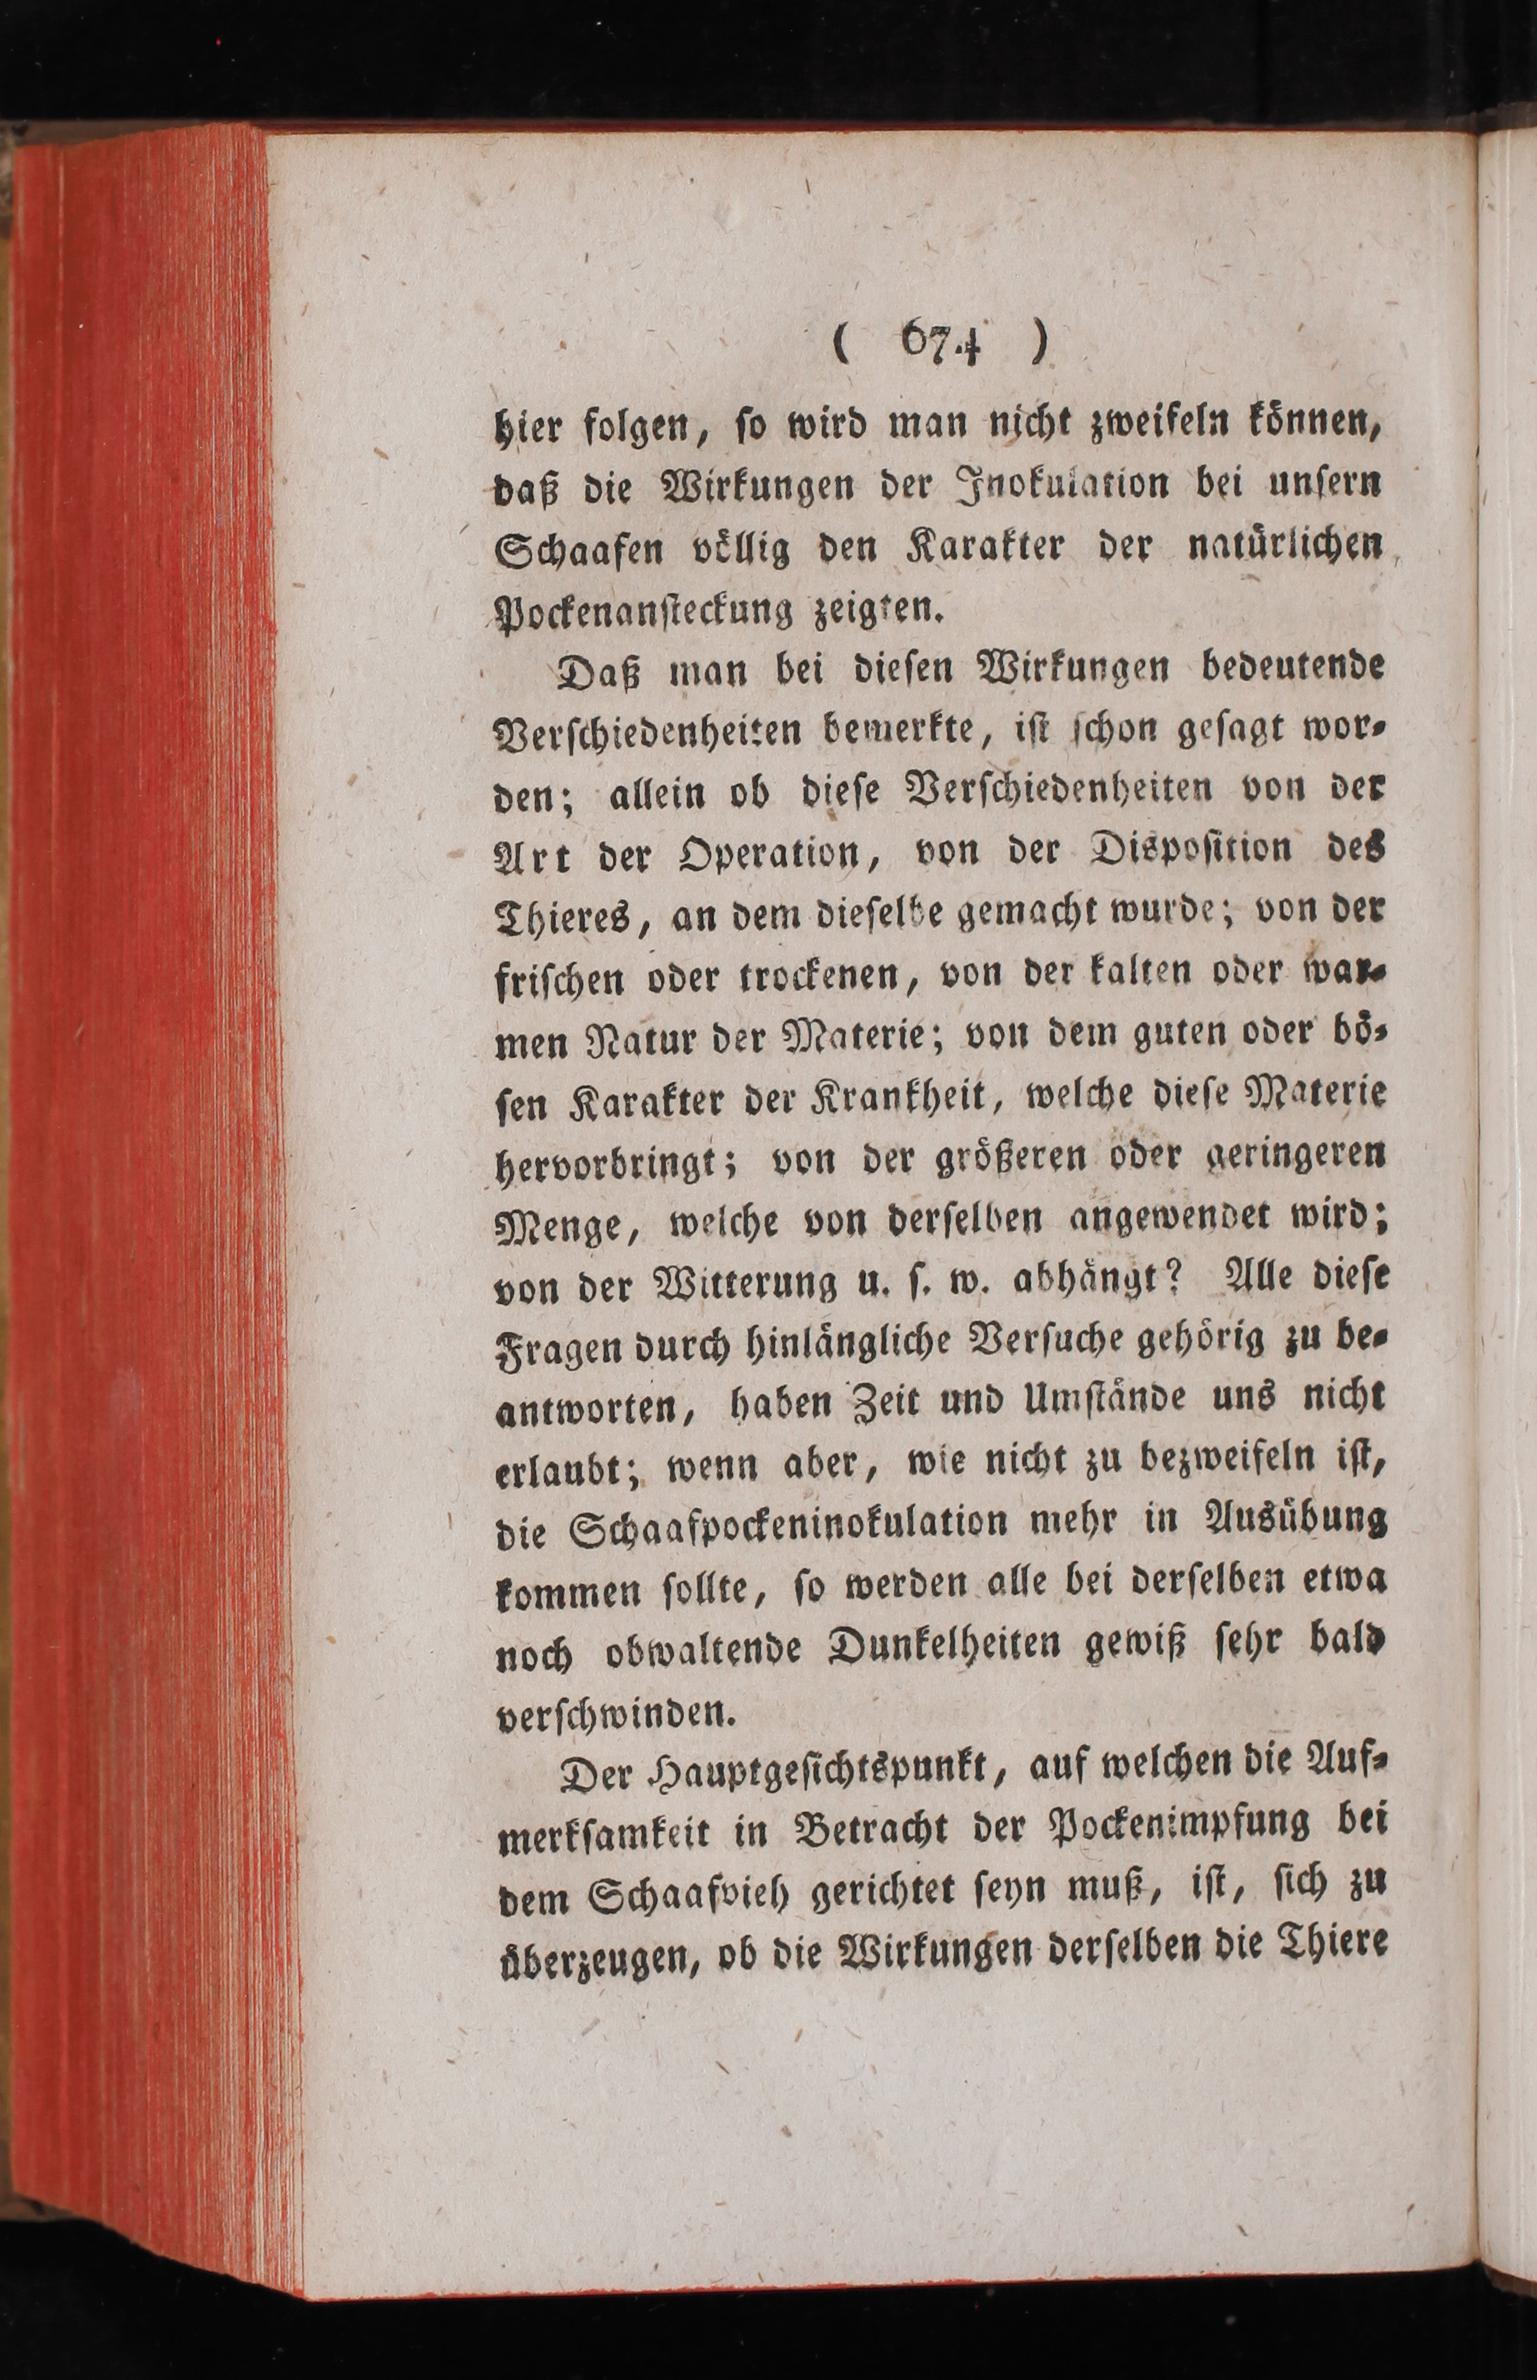 ( 674 )
hier folgen, ſo wird man nicht zweifeln können,
daß die Wirkungen der Inokulation bei unſern
Schaafen völlig den Karakter der natürlichen
Pockenanſteckung zeigten.
Daß man bei dieſen Wirkungen bedeutende
Verſchiedenheiten bemerkte, iſt ſchon geſagt wor⸗
den; allein ob dieſe Verſchiedenheiten von der
Art der Operation, von der Dispoſition des
Thieres, an dem dieſelbe gemacht wurde; von der
friſchen oder trockenen, von der kalten oder war⸗
men Natur der Materie; von dem guten oder bö⸗
ſen Karakter der Krankheit, welche dieſe Materie
hervorbringt; von der größeren oder geringeren
Menge, welche von derſelben angewendet wird;
von der Witterung u. ſ. w. abhängt? Alle dieſe
Fragen durch hinlängliche Verſuche gehörig zu be⸗
antworten, haben Zeit und Umſtände uns nicht
erlaubt; wenn aber, wie nicht zu bezweifeln iſt,
die Schaafpockeninokulation mehr in Ausübung
kommen ſollte, ſo werden alle bei derſelben etwa
noch obwaltende Dunkelheiten gewiß ſehr bald
verſchwinden.
Der Hauptgeſichtspunkt, auf welchen die Auf⸗
merkſamkeit in Betracht der Pockenimpfung bei
dem Schaafvieh gerichtet ſeyn muß, iſt, ſich zu
überzeugen, ob die Wirkungen derſelben die Thiere